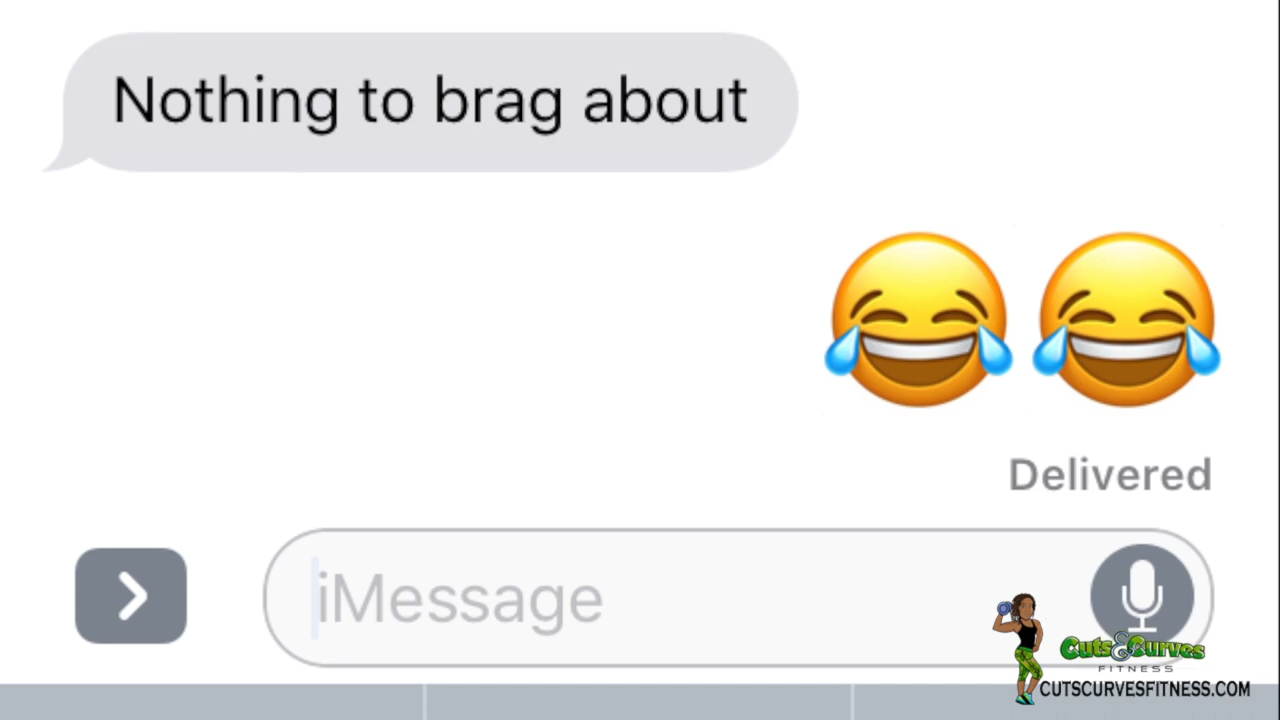 Nothing to brag about
😂😂
Delivered
iMessage
Cuts&Curves
FITNESS
CUTSCURVESFITNESS.COM